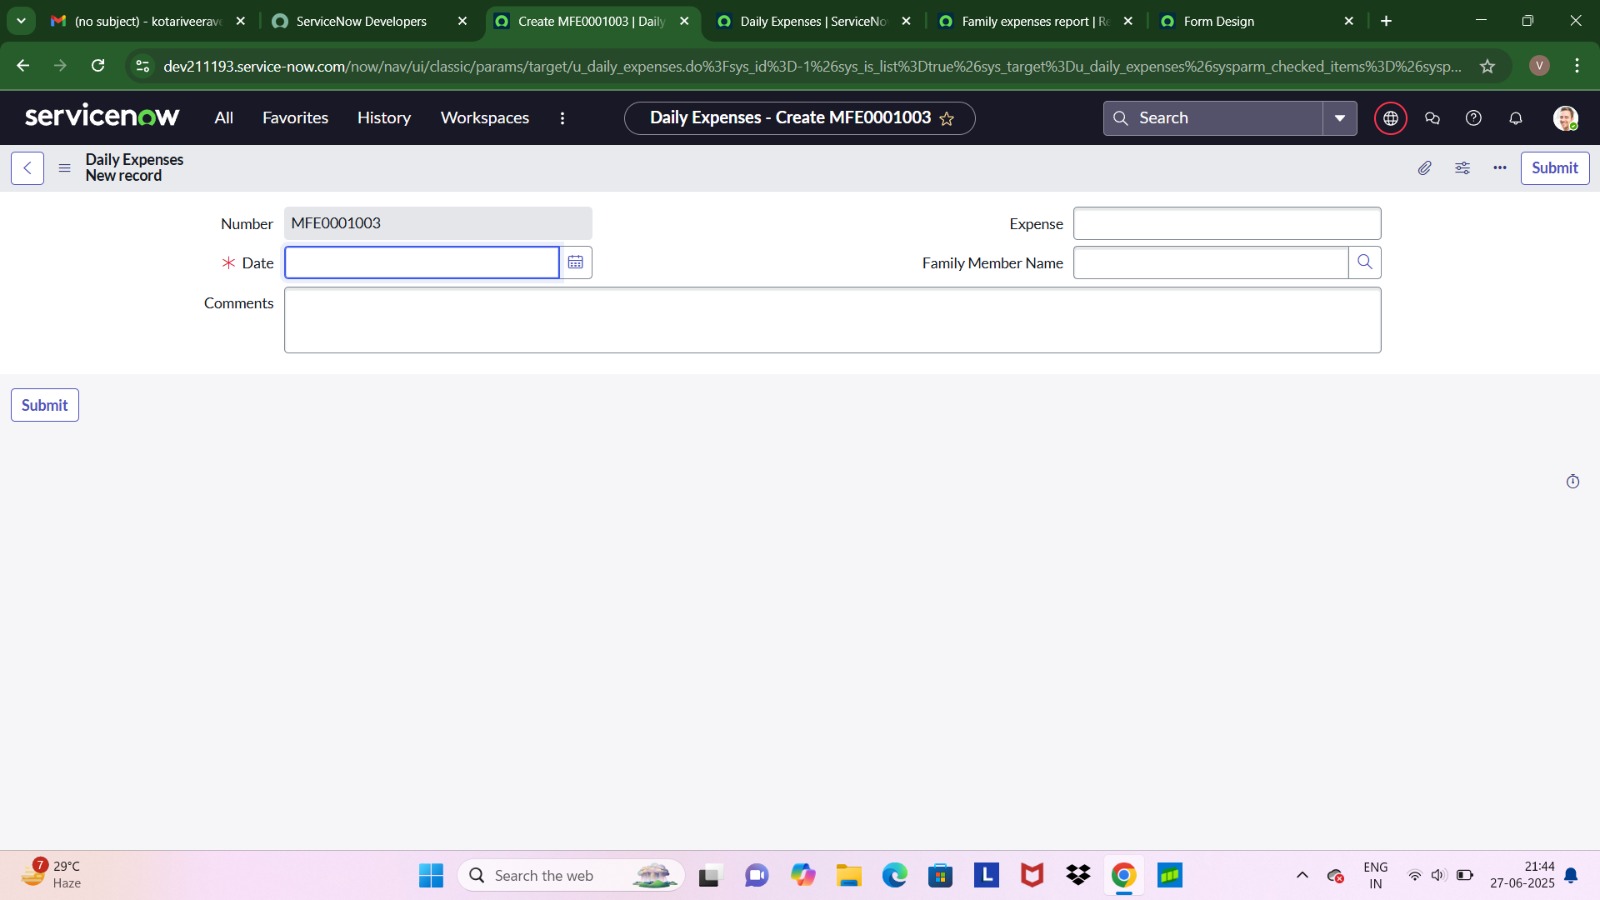 (no subject) - kotariveerave
ServiceNow Developers
Create MFE0001003 | Daily
Daily Expenses | ServiceNo
Family expenses report | Re
Form Design
dev211193.service-now.com/now/nav/ui/classic/params/target/u_daily_expenses.do%3Fsys_id%3D-1%26sys_is_list%3Dtrue%26sys_target%3Du_daily_expenses%26sysparm_checked_items%3D%26sysp...
V
servicenow
All
Favorites
History
Workspaces
Daily Expenses - Create MFE0001003
Search
Daily Expenses
New record
Submit
Number
MFE0001003
Expense
Date
Family Member Name
Comments
Submit
7
29°C
Haze
Search the web
L
ENG
IN
21:44
27-06-2025